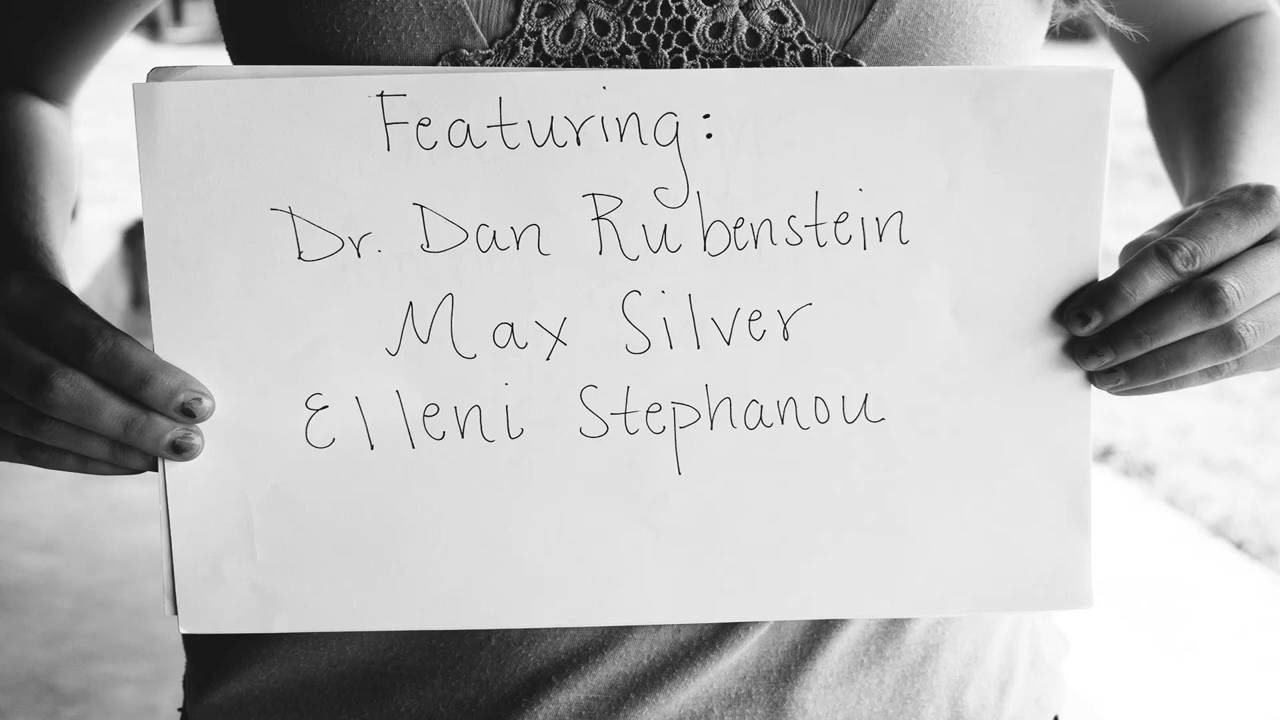 Featuring:
Dr. Dan Rubenstein
Max Silver
Elleni Stephanou